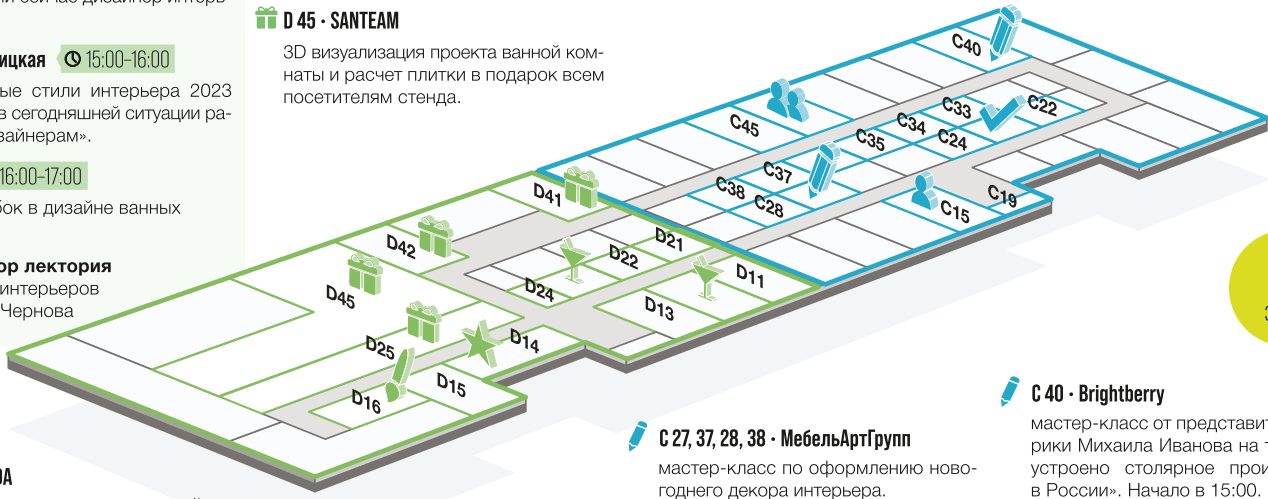 сейчас дизайнер интерь-
ицкая 15:00–16:00
ые стили интерьера 2023
в сегодняшней ситуации ра-
зайнерам».
16:00–17:00
бок в дизайне ванных
ор лектория
интерьеров
Чернова
D 45 · SANTEAM
3D визуализация проекта ванной ком-
наты и расчет плитки в подарок всем
посетителям стенда.
C40
C45
C33
C22
C34
C24
C35
C37
C38
C28
C19
C15
D41
D42
D21
D22
D24
D11
D13
D45
D14
D25
D15
D16
C 27, 37, 28, 38 · МебельАртГрупп
мастер-класс по оформлению ново-
годнего декора интерьера.
C 40 · Brightberry
мастер-класс от представит
рики Михаила Иванова на
устроено столярное прои
в России». Начало в 15:00.